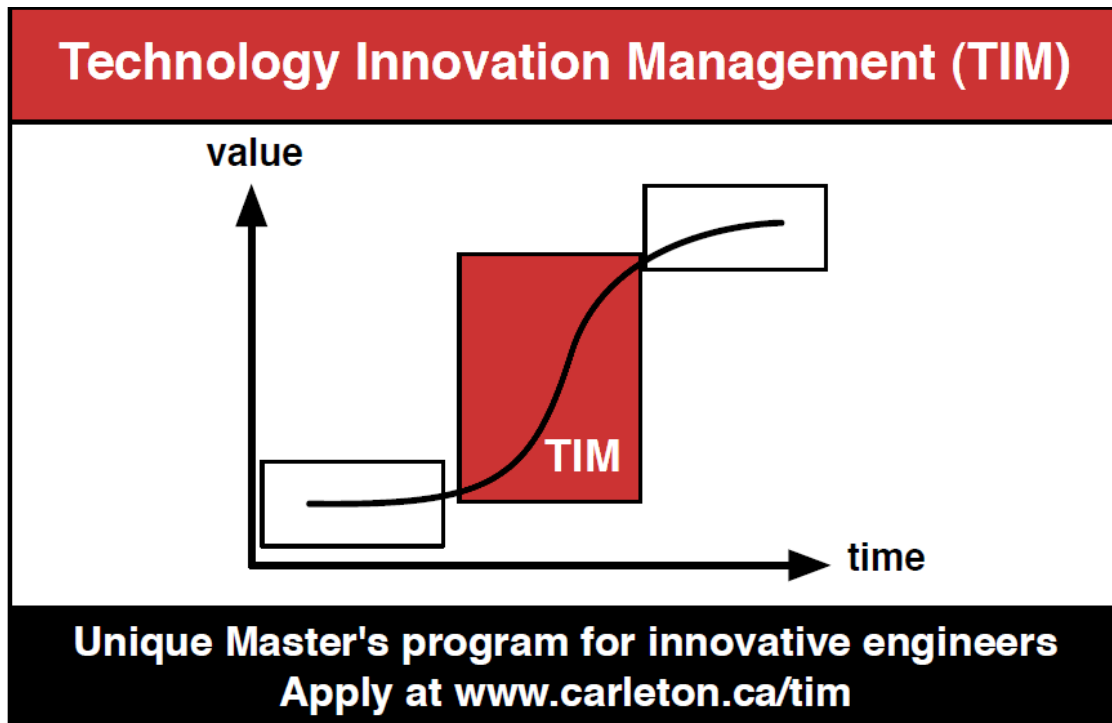 Technology Innovation Management (TIM)
value
TIM
time
Unique Master's program for innovative engineers
Apply at www.carleton.ca/tim